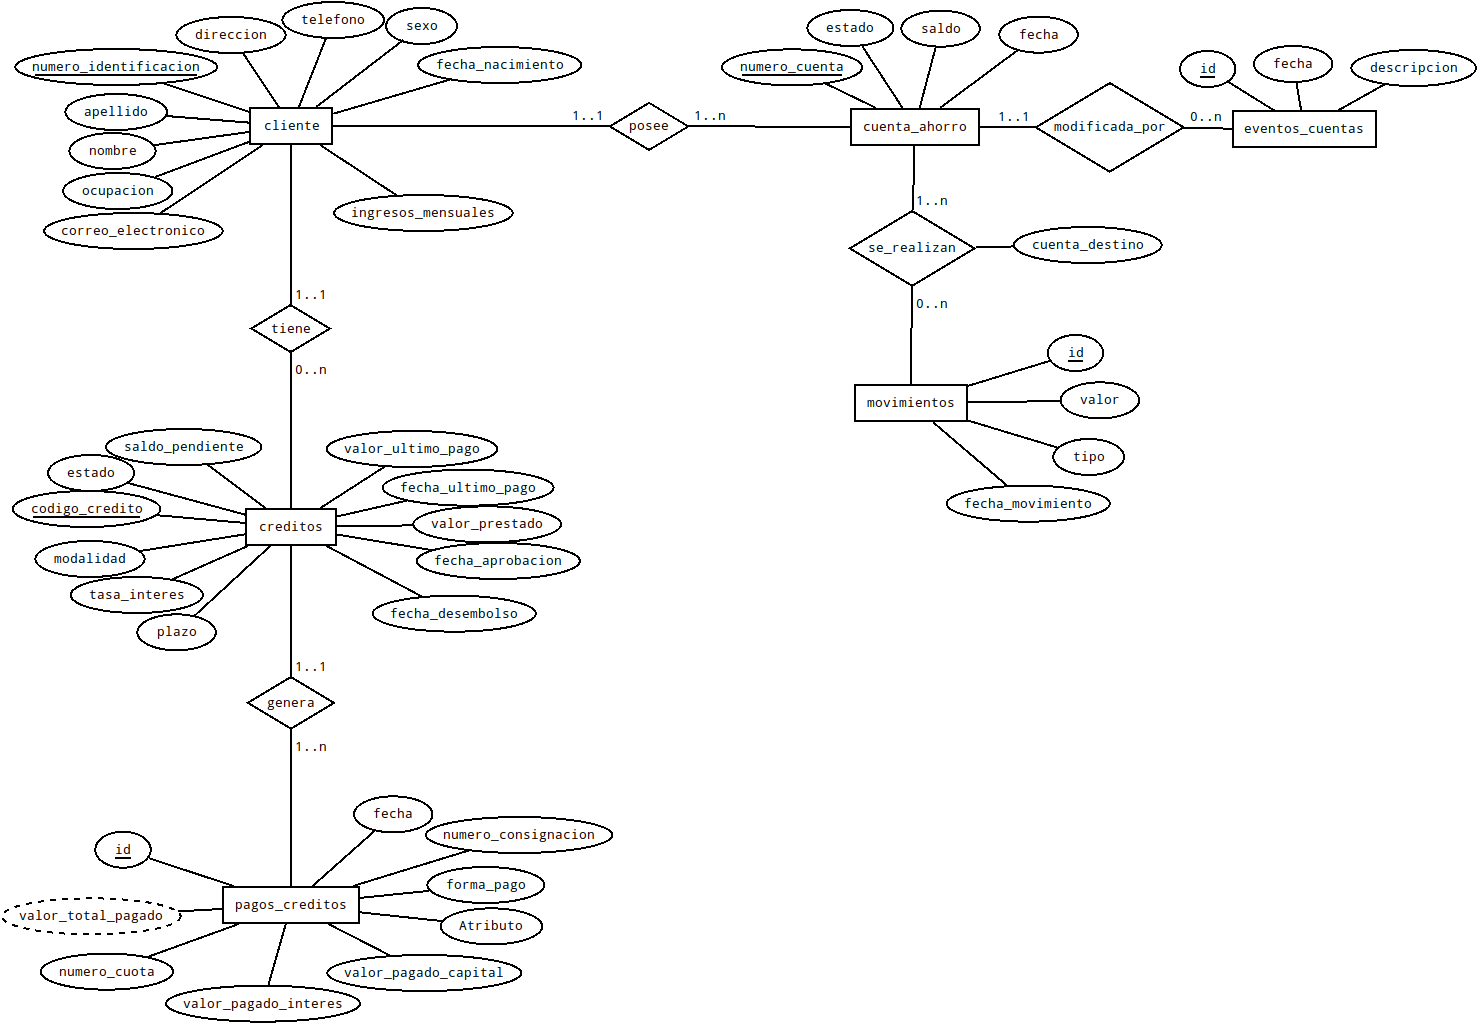 telefono
sexo
direccion
numero_identificacion
fecha_nacimiento
apellido
cliente
nombre
ocupacion
correo_electronico
ingresos_mensuales
1..1
posee
1..n
estado
saldo
fecha
numero_cuenta
cuenta_ahorro
1..1
modificada_por
0..n
id
fecha
descripcion
eventos_cuentas
1..n
se_realizan
cuenta_destino
0..n
movimientos
id
valor
tipo
fecha_movimiento
1..1
tiene
0..n
saldo_pendiente
valor_ultimo_pago
estado
fecha_ultimo_pago
codigo_credito
creditos
valor_prestado
modalidad
fecha_aprobacion
tasa_interes
fecha_desembolso
plazo
1..1
genera
1..n
fecha
numero_consignacion
id
forma_pago
valor_total_pagado
pagos_creditos
Atributo
numero_cuota
valor_pagado_capital
valor_pagado_interes